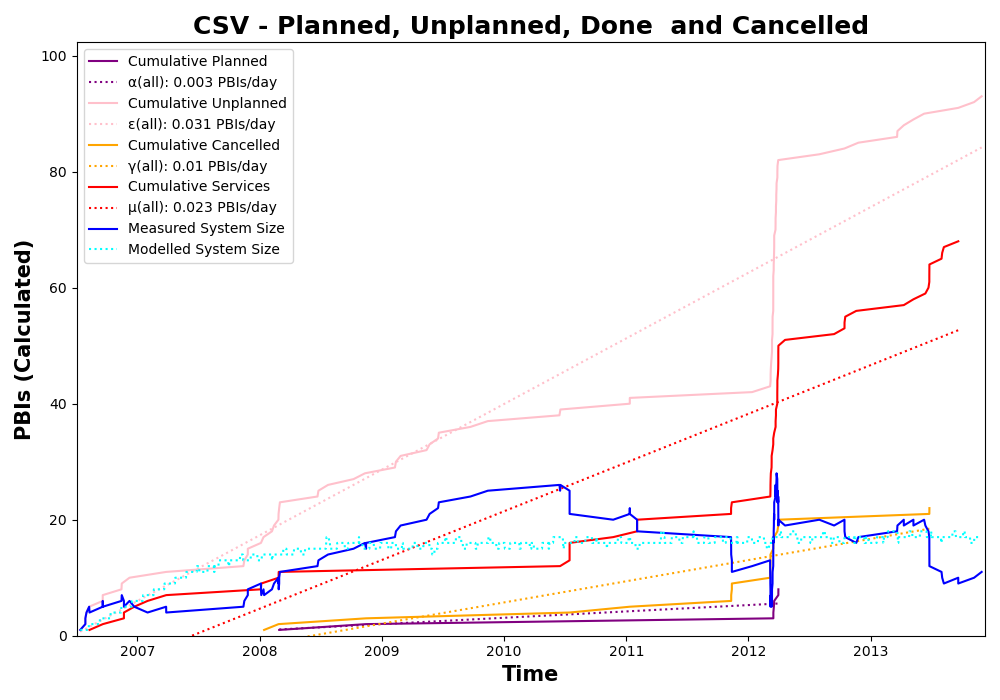 CSV - Planned, Unplanned, Done  and Cancelled
Cumulative Planned
α(all): 0.003 PBIs/day
Cumulative Unplanned
ε(all): 0.031 PBIs/day
Cumulative Cancelled
γ(all): 0.01 PBIs/day
Cumulative Services
μ(all): 0.023 PBIs/day
Measured System Size
Modelled System Size
PBIs (Calculated)
100
80
60
40
20
0
2007
2008
2009
2010
2011
2012
2013
Time